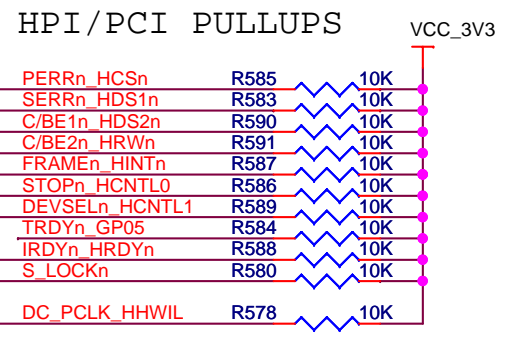 HPI/PCI PULLUPS
VCC_3V3
PERRn_HCSn R585 10K
SERRn_HDS1n R583 10K
C/BE1n_HDS2n R590 10K
C/BE2n_HRWn R591 10K
FRAMEn_HINTn R587 10K
STOPn_HCNTL0 R586 10K
DEVSELn_HCNTL1 R589 10K
TRDYn_GP05 R584 10K
IRDYn_HRDYn R588 10K
S_LOCKn R580 10K
DC_PCLK_HHWIL R578 10K